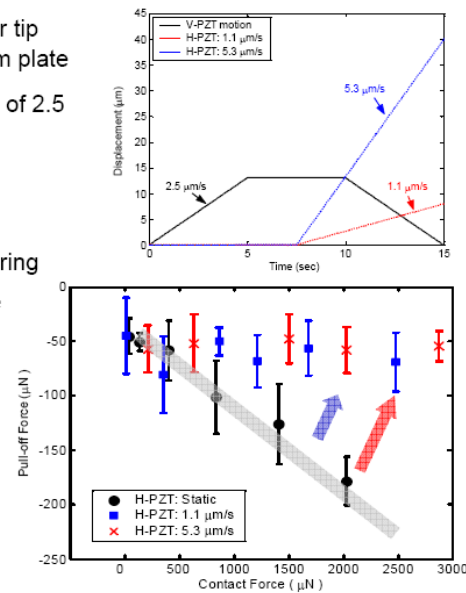 r tip
m plate
of 2.5
ring
45
40
35
30
25
20
15
10
5
0
Displacement (μm)
V-PZT motion
H-PZT: 1.1 μm/s
H-PZT: 5.3 μm/s
5.3 μm/s
2.5 μm/s
1.1 μm/s
0 5 10 15
Time (sec)
0
-50
-100
-150
-200
-250
Pull-off Force (μN)
H-PZT: Static
H-PZT: 1.1 μm/s
H-PZT: 5.3 μm/s
0 500 1000 1500 2000 2500 3000
Contact Force ( μN )